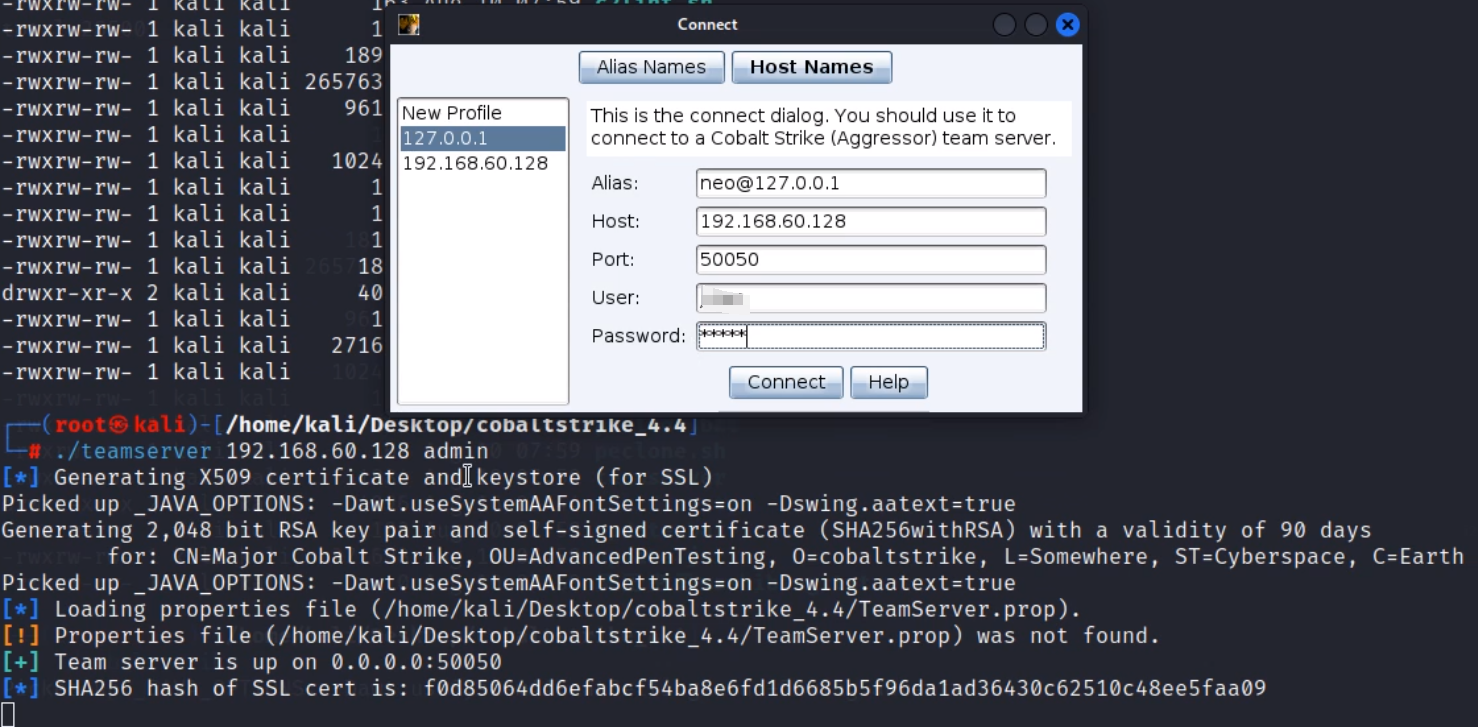 -rwxrw-rw- 1 kali kali
Connect
-rwxrw-rw- 1 kali kali 1
-rwxrw-rw- 1 kali kali 189
-rwxrw-rw- 1 kali kali 265763
-rwxrw-rw- 1 kali kali 961
-rwxrw-rw- 1 kali kali
-rwxrw-rw- 1 kali kali 1024
-rwxrw-rw- 1 kali kali 1
-rwxrw-rw- 1 kali kali 1
-rwxrw-rw- 1 kali kali 1
-rwxrw-rw- 1 kali kali 18
drwxr-xr-x 2 kali kali 40
-rwxrw-rw- 1 kali kali 1
-rwxrw-rw- 1 kali kali 2716
-rwxrw-rw- 1 kali kali
Alias Names Host Names
New Profile
127.0.0.1
192.168.60.128
This is the connect dialog. You should use it to
connect to a Cobalt Strike (Aggressor) team server.
Alias: neo@127.0.0.1
Host: 192.168.60.128
Port: 50050
User:
Password: *****
Connect Help
(root㉿kali)-[/home/kali/Desktop/cobaltstrike_4.4]
# ./teamserver 192.168.60.128 admin
[*] Generating X509 certificate and keystore (for SSL)
Picked up _JAVA_OPTIONS: -Dawt.useSystemAAFontSettings=on -Dswing.aatext=true
Generating 2,048 bit RSA key pair and self-signed certificate (SHA256withRSA) with a validity of 90 days
for: CN=Major Cobalt Strike, OU=AdvancedPenTesting, O=cobaltstrike, L=Somewhere, ST=Cyberspace, C=Earth
Picked up _JAVA_OPTIONS: -Dawt.useSystemAAFontSettings=on -Dswing.aatext=true
[*] Loading properties file (/home/kali/Desktop/cobaltstrike_4.4/TeamServer.prop).
[!] Properties file (/home/kali/Desktop/cobaltstrike_4.4/TeamServer.prop) was not found.
[+] Team server is up on 0.0.0.0:50050
[*] SHA256 hash of SSL cert is: f0d85064dd6efabcf54ba8e6fd1d6685b5f96da1ad36430c62510c48ee5faa09